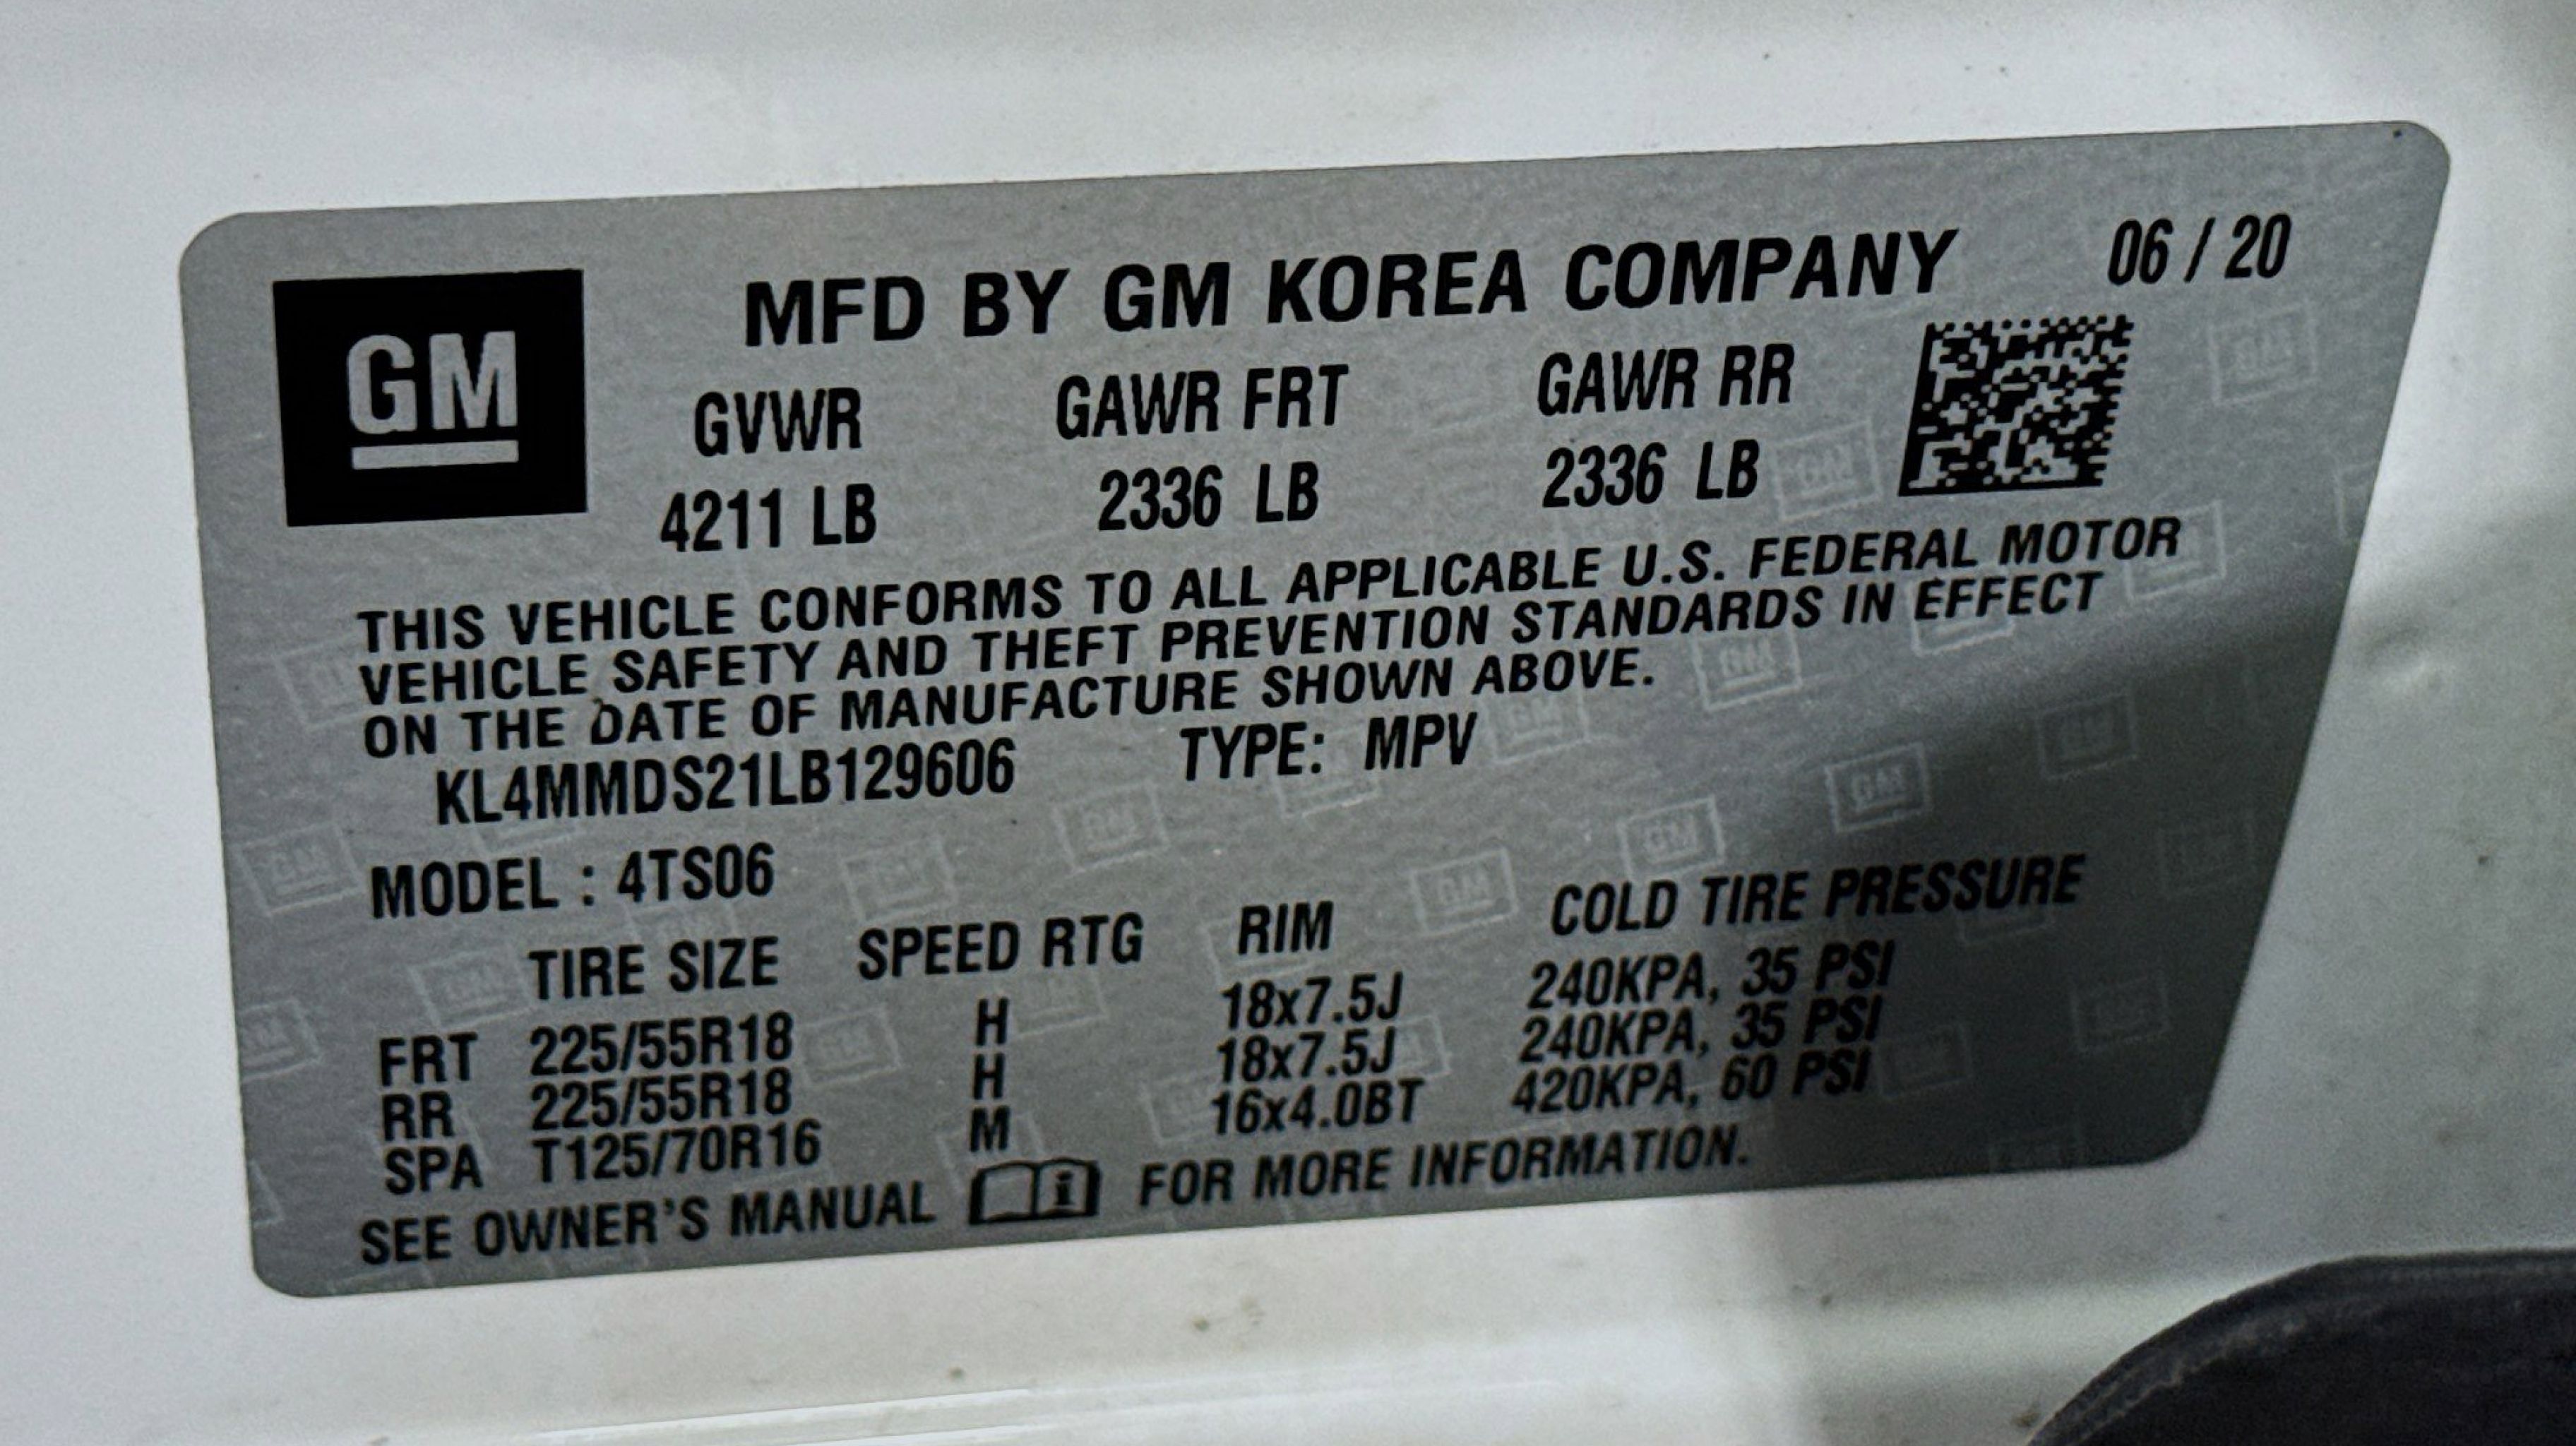 GM
MFD BY GM KOREA COMPANY 06 / 20
GVWR GAWR FRT GAWR RR
4211 LB 2336 LB 2336 LB
THIS VEHICLE CONFORMS TO ALL APPLICABLE U.S. FEDERAL MOTOR
VEHICLE SAFETY AND THEFT PREVENTION STANDARDS IN EFFECT
ON THE DATE OF MANUFACTURE SHOWN ABOVE.
KL4MMDS21LB129606 TYPE: MPV
MODEL : 4TS06
TIRE SIZE SPEED RTG RIM COLD TIRE PRESSURE
FRT 225/55R18 H 18x7.5J 240KPA, 35 PSI
RR 225/55R18 H 18x7.5J 240KPA, 35 PSI
SPA T125/70R16 M 16x4.0BT 420KPA, 60 PSI
SEE OWNER'S MANUAL i FOR MORE INFORMATION.